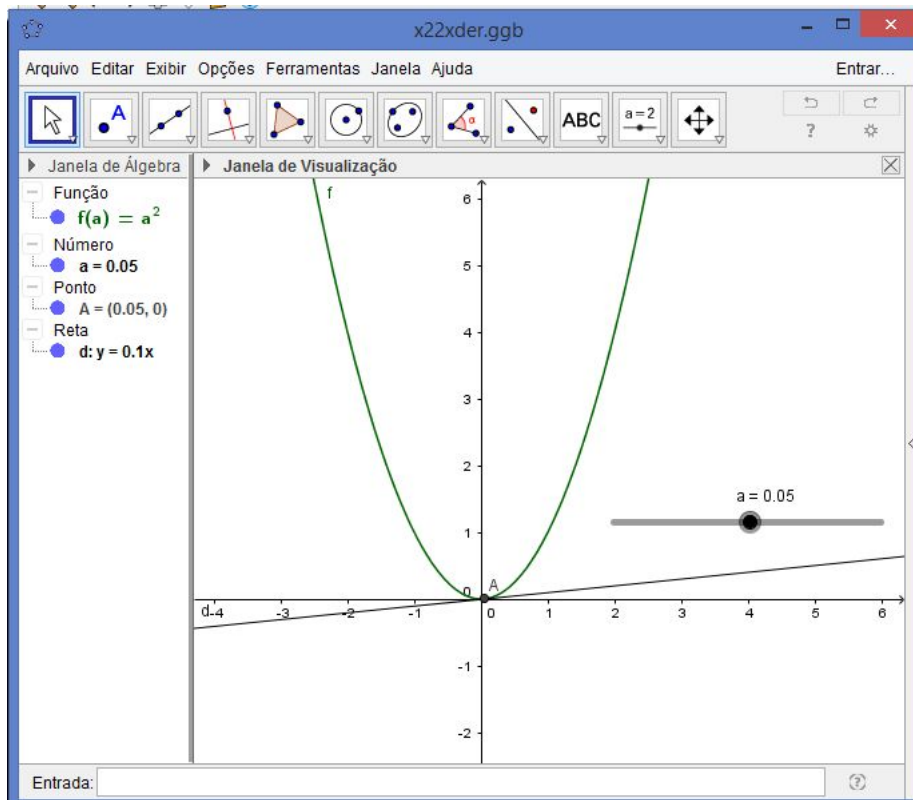 x22xder.ggb
Arquivo Editar Exibir Opções Ferramentas Janela Ajuda Entrar...
A α ABC a = 2 ?
Janela de Álgebra Janela de Visualização
Função
f(a) = a²
Número
a = 0.05
Ponto
A = (0.05, 0)
Reta
d: y = 0.1x
f
6
5
4
3
2
a = 0.05
1
0 A
d -4 -3 -2 -1 0 1 2 3 4 5 6
-1
-2
Entrada: ?